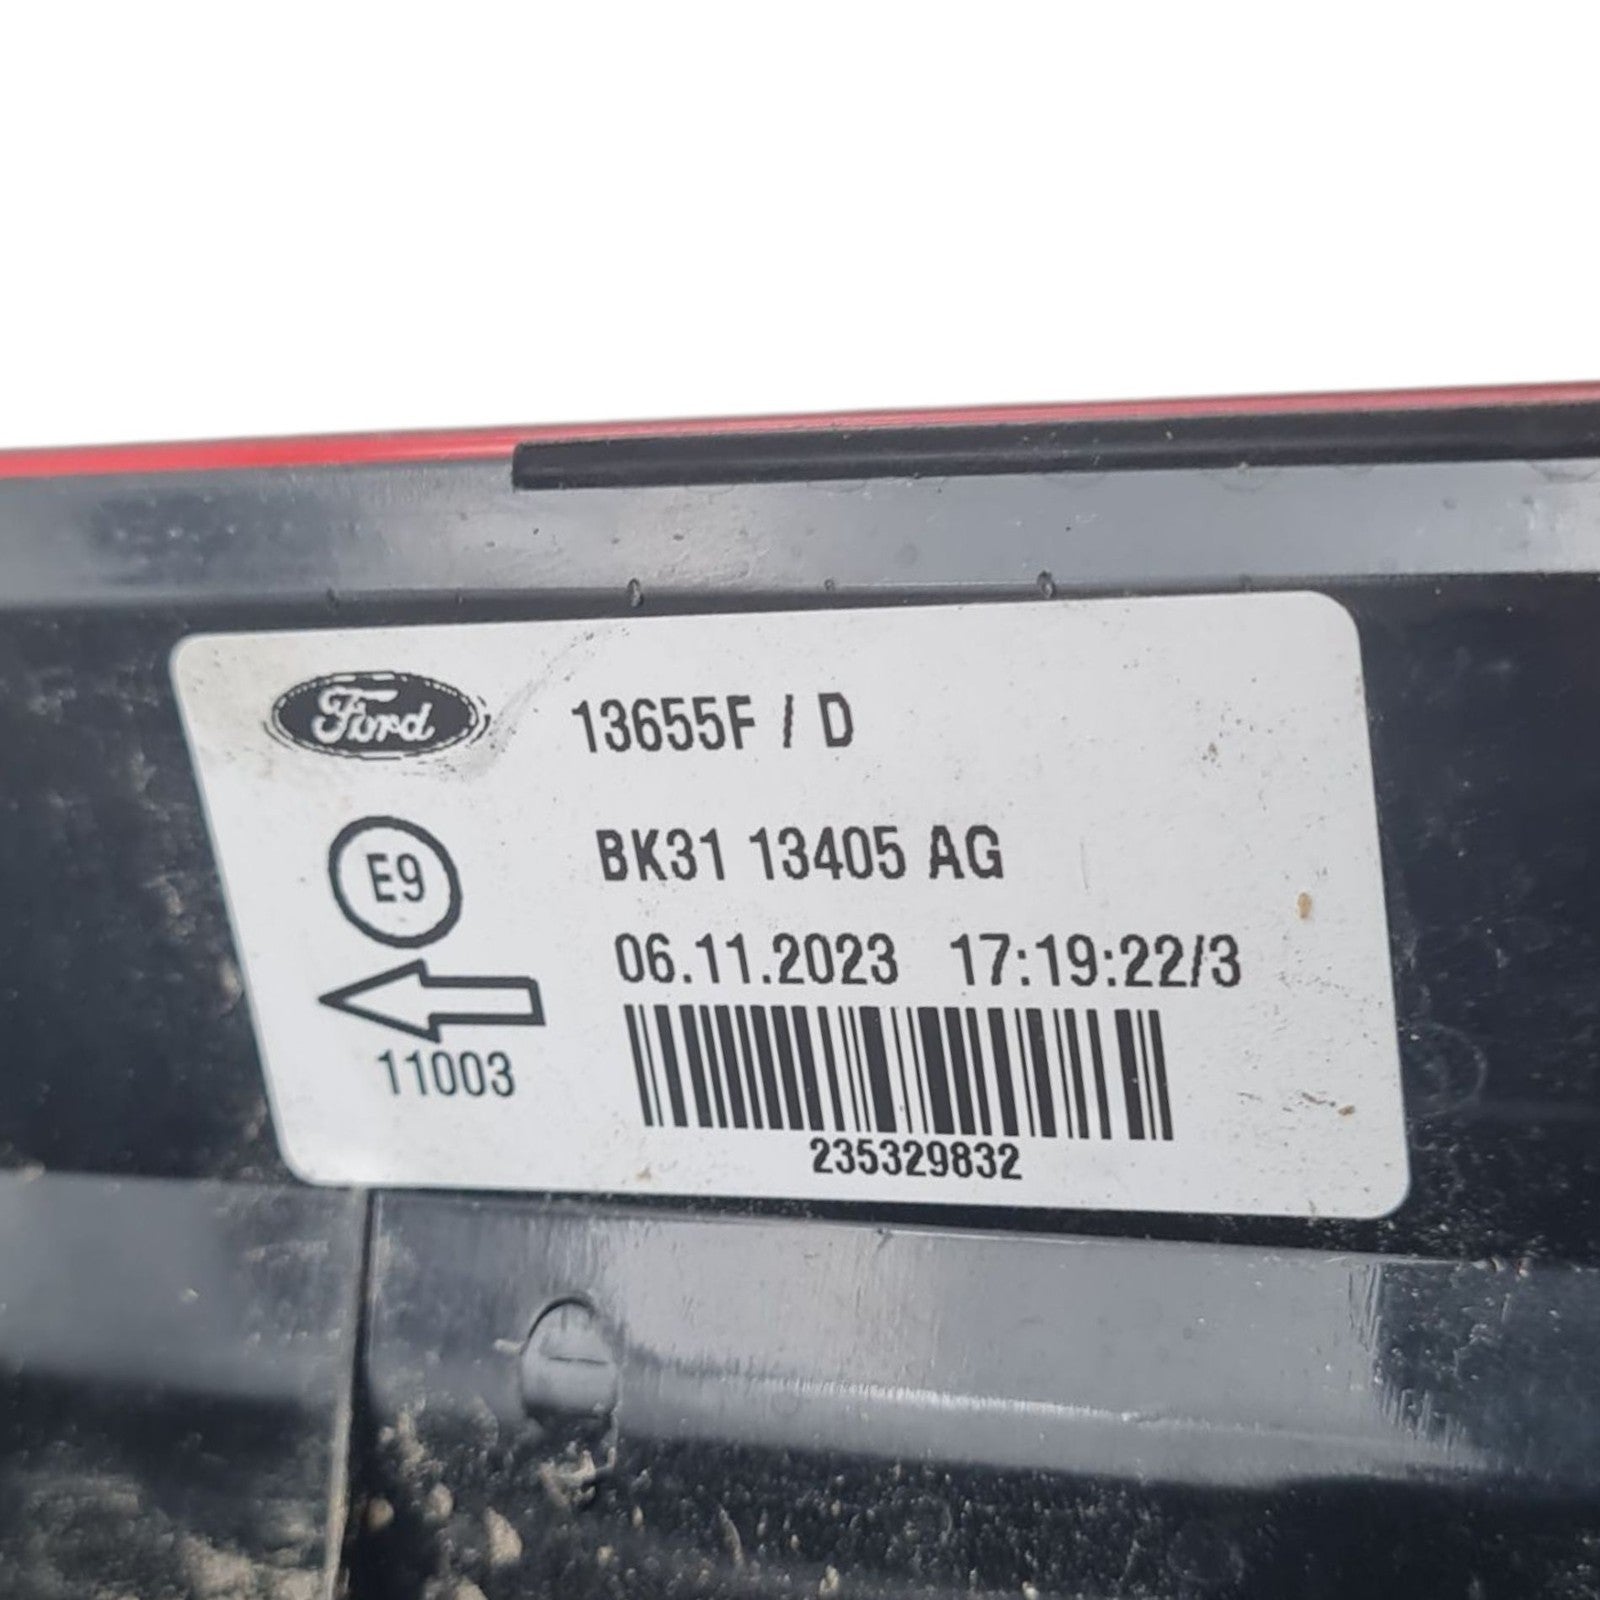 Ford
13655F / D
E9
BK31 13405 AG
06.11.2023 17:19:22/3
11003
235329832